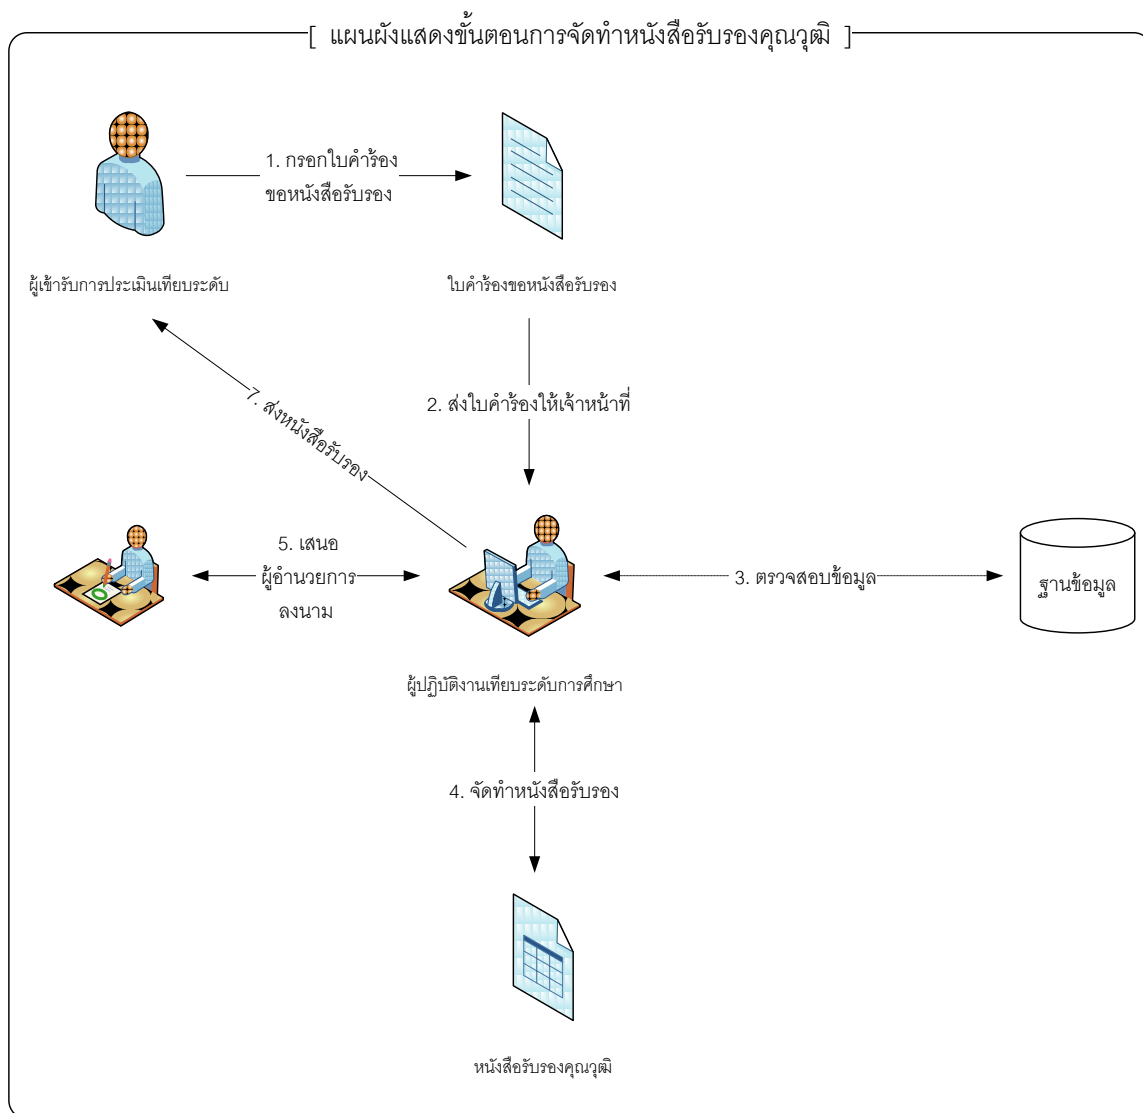 [ แผนผังแสดงขั้นตอนการจัดทำหนังสือรับรองคุณวุฒิ ]
1. กรอกใบคำร้อง
ขอหนังสือรับรอง
ผู้เข้ารับการประเมินเทียบระดับ
ใบคำร้องขอหนังสือรับรอง
2. ส่งใบคำร้องให้เจ้าหน้าที่
7. ส่งหนังสือรับรอง
5. เสนอ
ผู้อำนวยการ
ลงนาม
3. ตรวจสอบข้อมูล
ฐานข้อมูล
ผู้ปฏิบัติงานเทียบระดับการศึกษา
4. จัดทำหนังสือรับรอง
หนังสือรับรองคุณวุฒิ